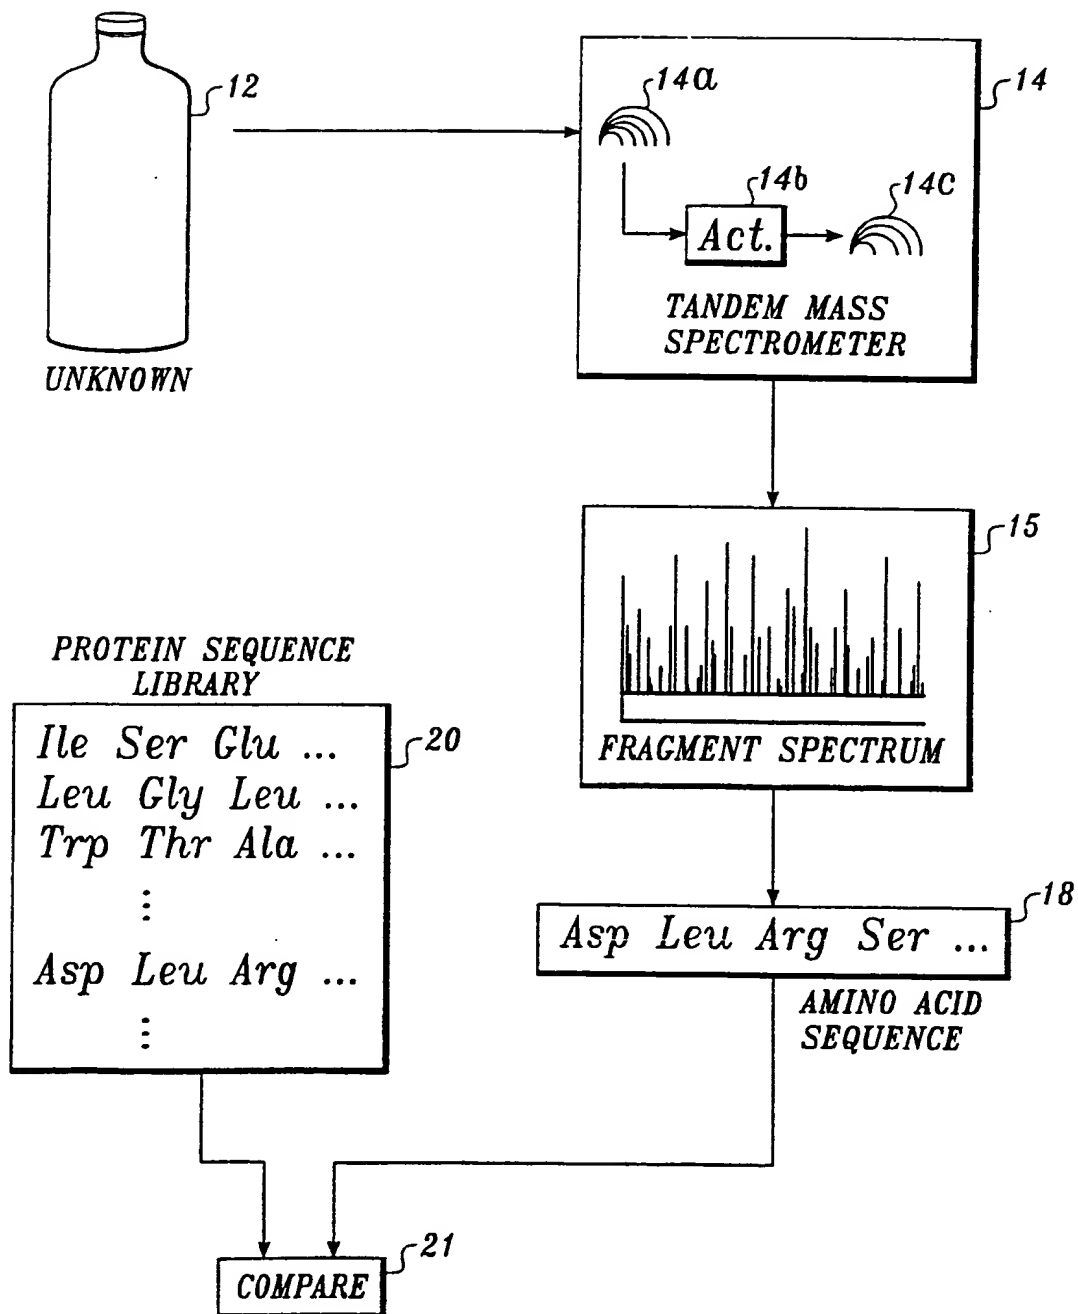 12
UNKNOWN
14
14a
14b
14c
Act.
TANDEM MASS
SPECTROMETER
15
FRAGMENT SPECTRUM
PROTEIN SEQUENCE
LIBRARY
20
Ile Ser Glu ...
Leu Gly Leu ...
Trp Thr Ala ...
⋮
Asp Leu Arg ...
⋮
18
Asp Leu Arg Ser ...
AMINO ACID
SEQUENCE
21
COMPARE